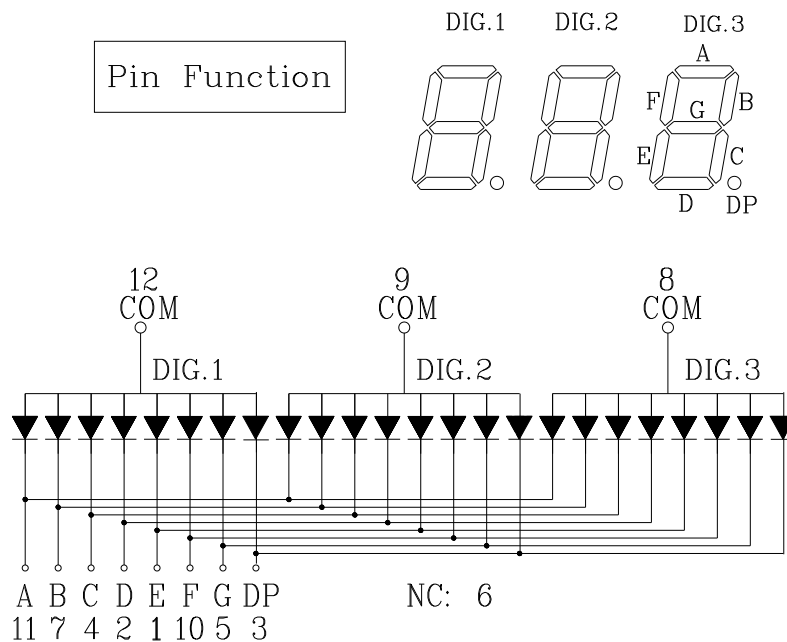 DIG.1 DIG.2 DIG.3
Pin Function
A
F B
G
E C
D DP
12 9 8
COM COM COM
DIG.1 DIG.2 DIG.3
A B C D E F G DP NC: 6
11 7 4 2 1 10 5 3